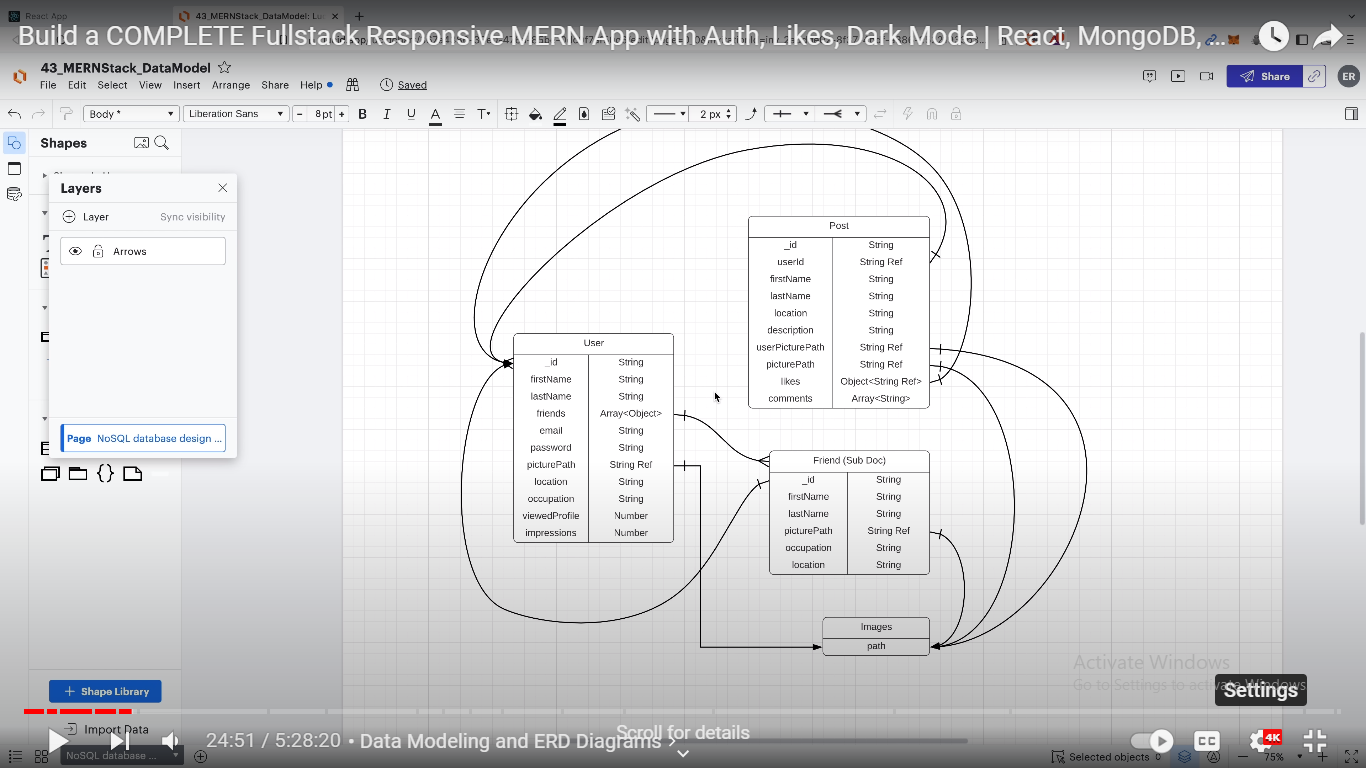 React App
43_MERNStack_DataModel: Lu
Build a COMPLETE Fullstack Responsive MERN App with Auth, Likes, Dark Mode | React, MongoDB, ...
43_MERNStack_DataModel
File Edit Select View Insert Arrange Share Help
Saved
Share
ER
Body *
Liberation Sans
- 8 pt +
B I U A T
2 px
Shapes
Layers
Layer
Sync visibility
Arrows
Page NoSQL database design ...
Post
_id String
userId String Ref
firstName String
lastName String
location String
description String
userPicturePath String Ref
picturePath String Ref
likes Object<String Ref>
comments Array<String>
User
_id String
firstName String
lastName String
friends Array<Object>
email String
password String
picturePath String Ref
location String
occupation String
viewedProfile Number
impressions Number
Friend (Sub Doc)
_id String
firstName String
lastName String
picturePath String Ref
occupation String
location String
Images
path
Activate Windows
Go to Settings to activate Windows.
Settings
+ Shape Library
Import Data
Scroll for details
24:51 / 5:28:20 • Data Modeling and ERD Diagrams >
CC
4K
NoSQL database ...
Selected objects 0
75%